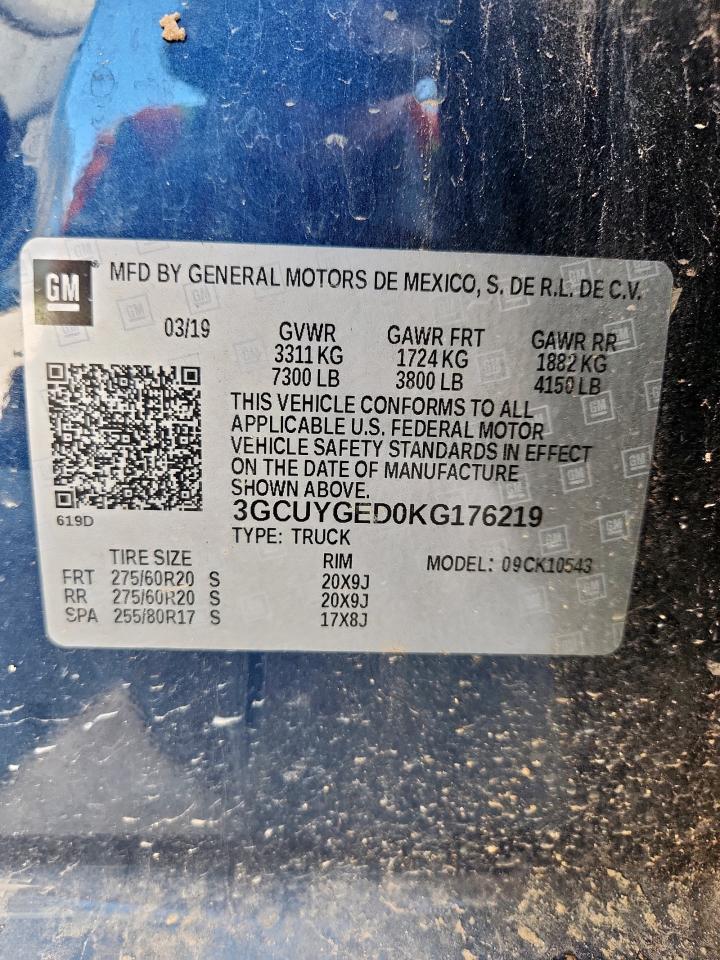 GM
MFD BY GENERAL MOTORS DE MEXICO, S. DE R.L. DE C.V.
03/19 GVWR GAWR FRT GAWR RR
3311 KG 1724 KG 1882 KG
7300 LB 3800 LB 4150 LB
THIS VEHICLE CONFORMS TO ALL
APPLICABLE U.S. FEDERAL MOTOR
VEHICLE SAFETY STANDARDS IN EFFECT
ON THE DATE OF MANUFACTURE
SHOWN ABOVE.
619D
3GCUYGED0KG176219
TYPE: TRUCK
TIRE SIZE RIM MODEL: 09CK10543
FRT 275/60R20 S 20X9J
RR 275/60R20 S 20X9J
SPA 255/80R17 S 17X8J